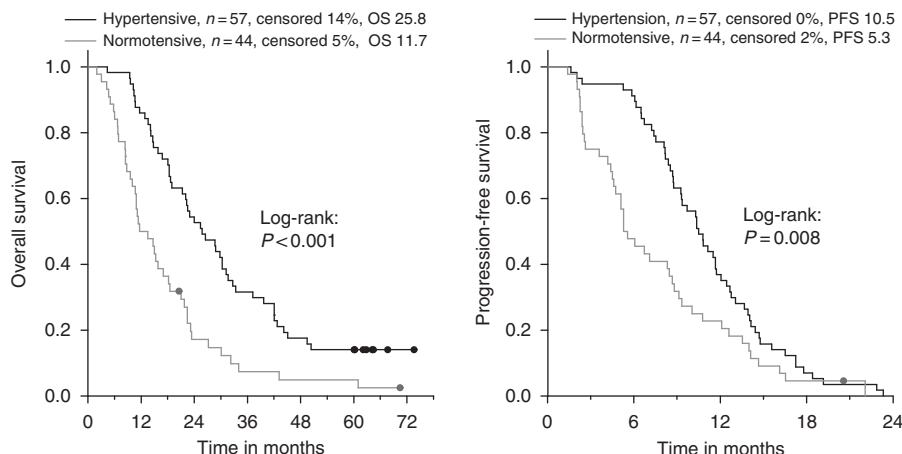 Hypertensive, n=57, censored 14%, OS 25.8
Normotensive, n=44, censored 5%, OS 11.7
1.0
0.8
0.6
0.4
0.2
0.0
Overall survival
Log-rank:
P<0.001
0 12 24 36 48 60 72
Time in months
Hypertension, n=57, censored 0%, PFS 10.5
Normotensive, n=44, censored 2%, PFS 5.3
1.0
0.8
0.6
0.4
0.2
0.0
Progression-free survival
Log-rank:
P=0.008
0 6 12 18 24
Time in months